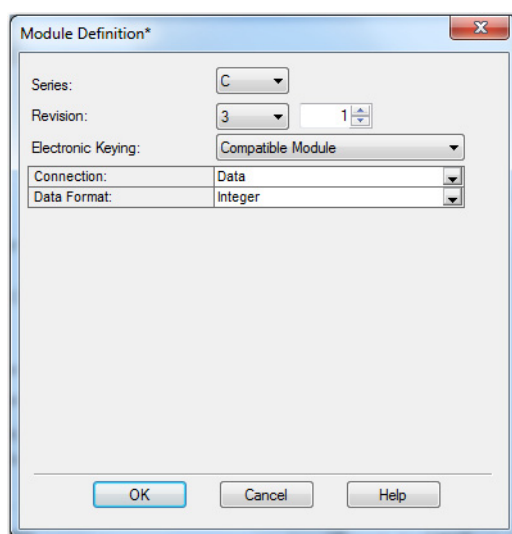 Module Definition*
Series: C
Revision: 3 1
Electronic Keying: Compatible Module
Connection: Data
Data Format: Integer
OK Cancel Help